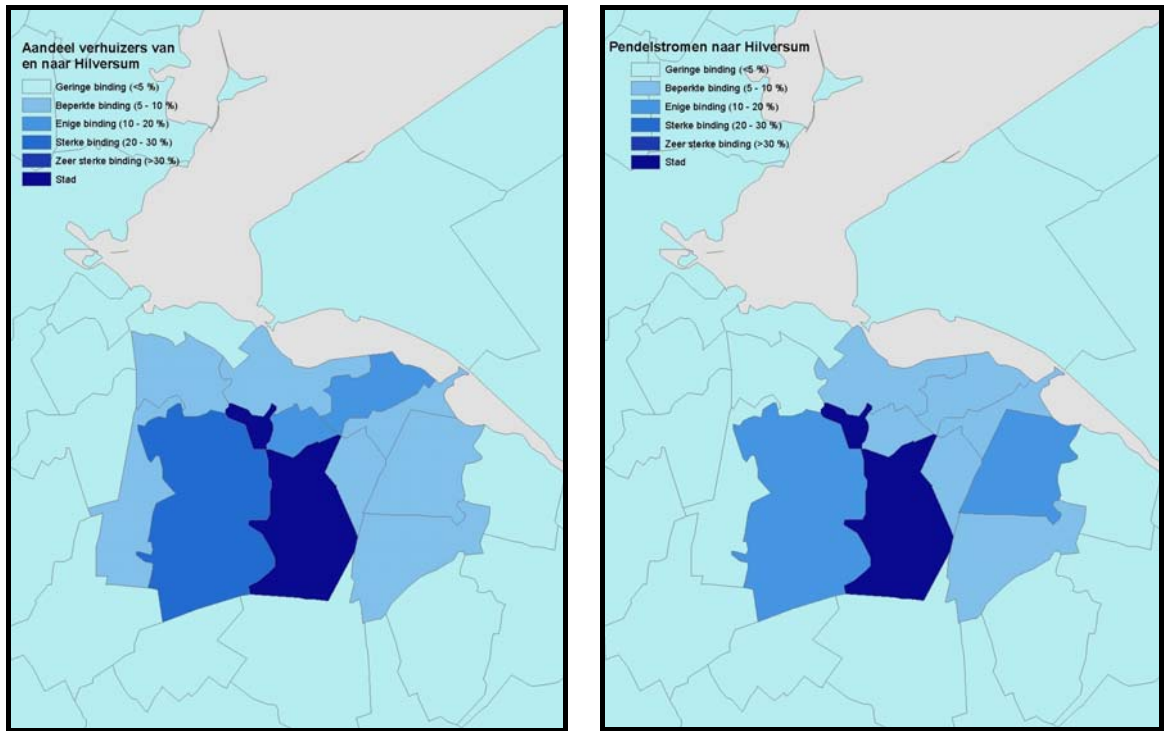 Aandeel verhuizers van
en naar Hilversum
Geringe binding (<5 %)
Beperkte binding (5 - 10 %)
Enige binding (10 - 20 %)
Sterke binding (20 - 30 %)
Zeer sterke binding (>30 %)
Stad
Pendelstromen naar Hilversum
Geringe binding (<5 %)
Beperkte binding (5 - 10 %)
Enige binding (10 - 20 %)
Sterke binding (20 - 30 %)
Zeer sterke binding (>30 %)
Stad